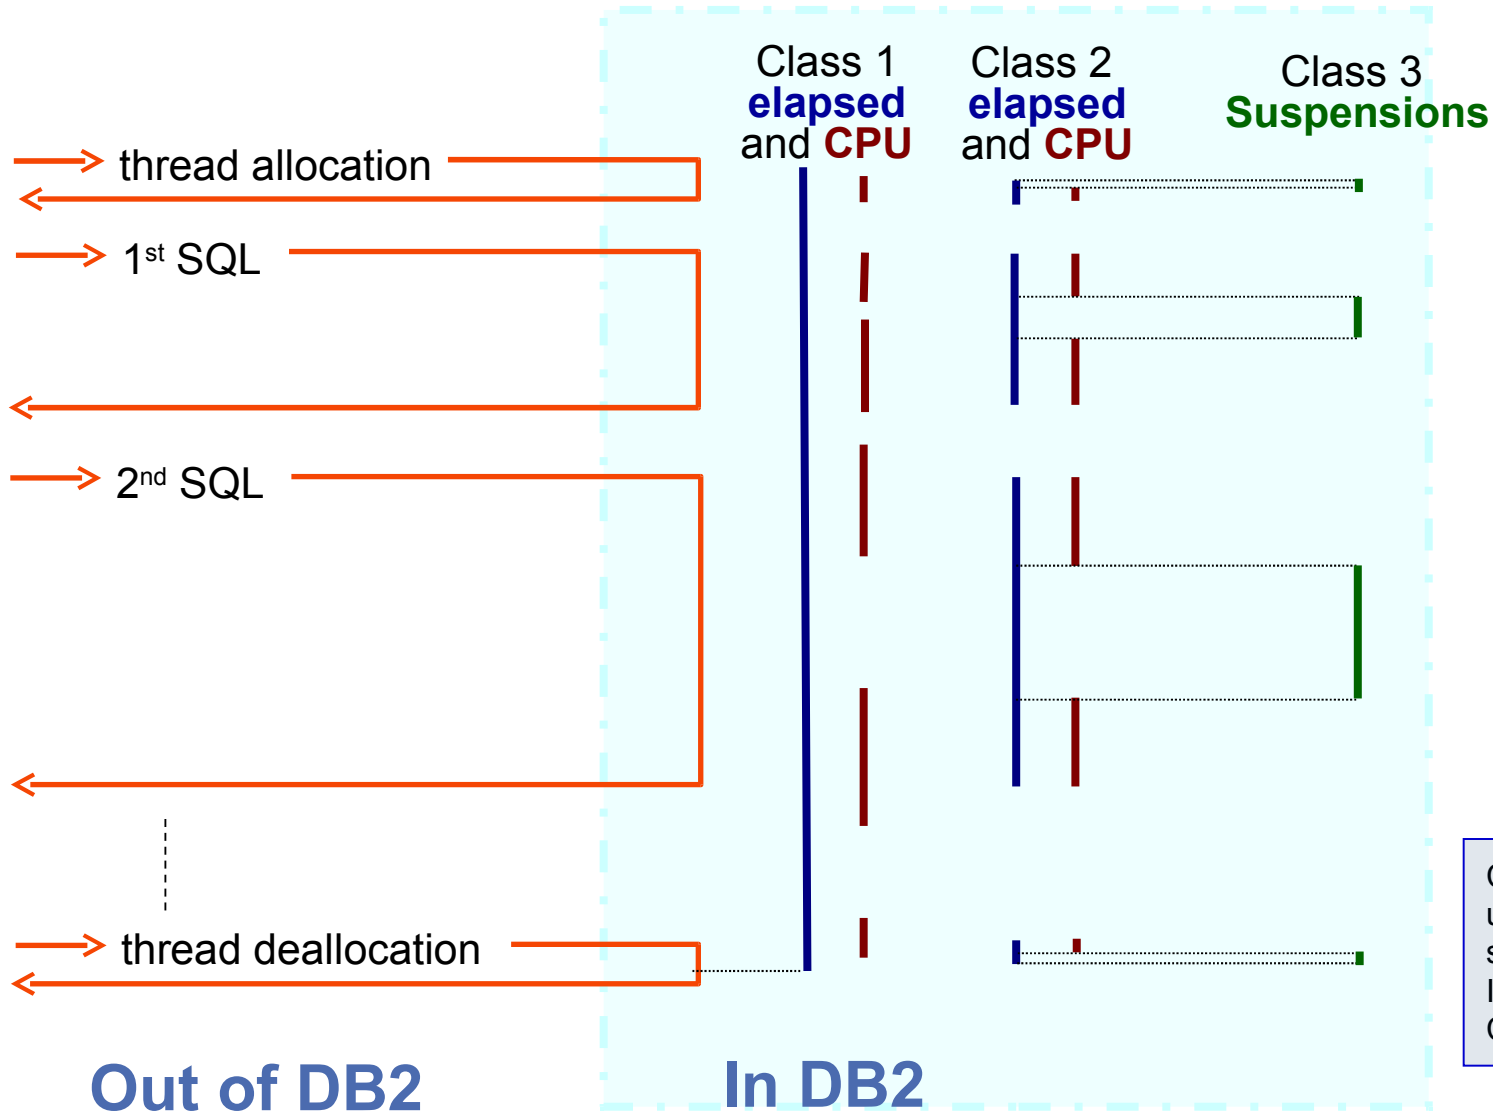 Class 1
elapsed
and CPU
Class 2
elapsed
and CPU
Class 3
Suspensions
thread allocation
1st SQL
2nd SQL
thread deallocation
Out of DB2
In DB2